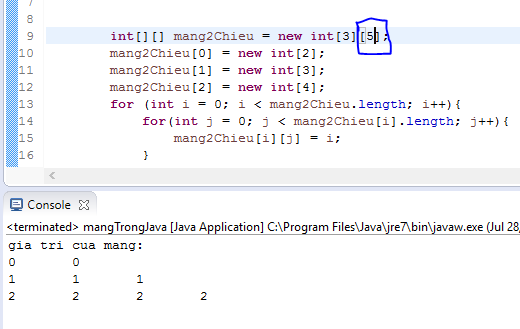 8
9 int[][] mang2Chieu = new int[3][5];
10 mang2Chieu[0] = new int[2];
11 mang2Chieu[1] = new int[3];
12 mang2Chieu[2] = new int[4];
13 for (int i = 0; i < mang2Chieu.length; i++){
14 for(int j = 0; j < mang2Chieu[i].length; j++){
15 mang2Chieu[i][j] = i;
16 }
Console
<terminated> mangTrongJava [Java Application] C:\Program Files\Java\jre7\bin\javaw.exe (Jul 28,
gia tri cua mang:
0 0
1 1 1
2 2 2 2